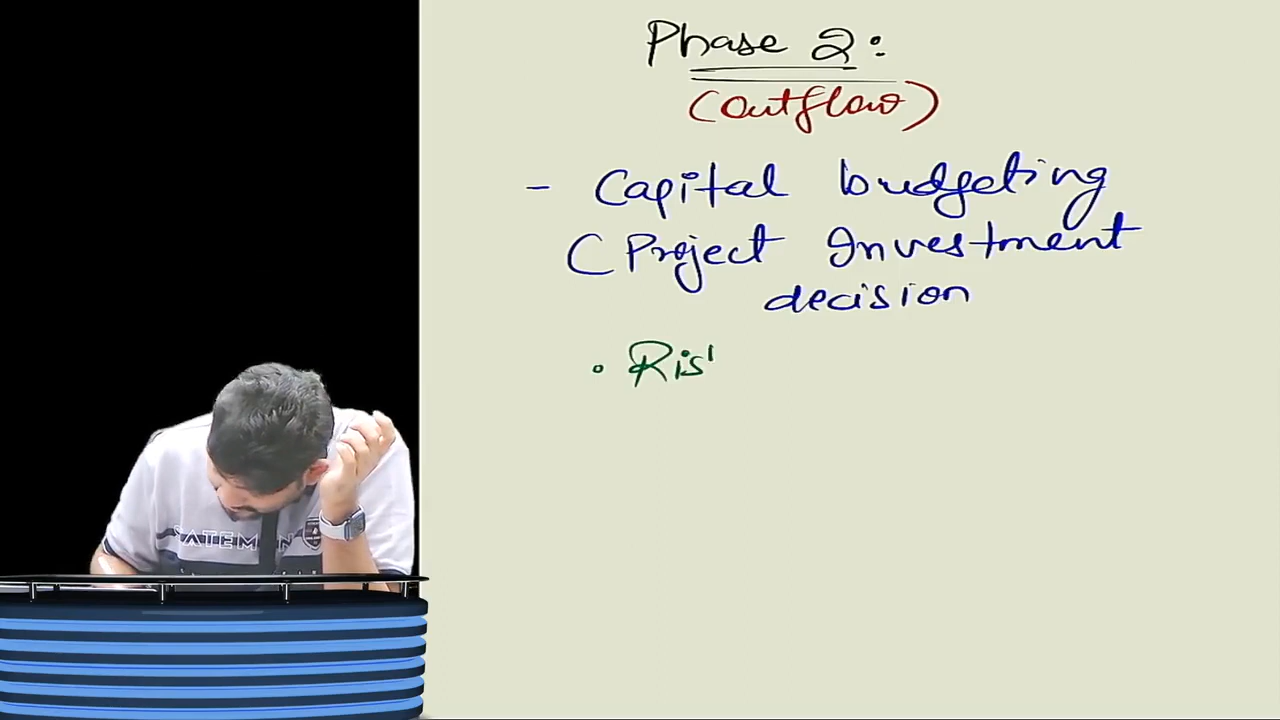 Phase 2:
(Outflow)
- Capital budgeting
( Project Investment
decision
. Ris